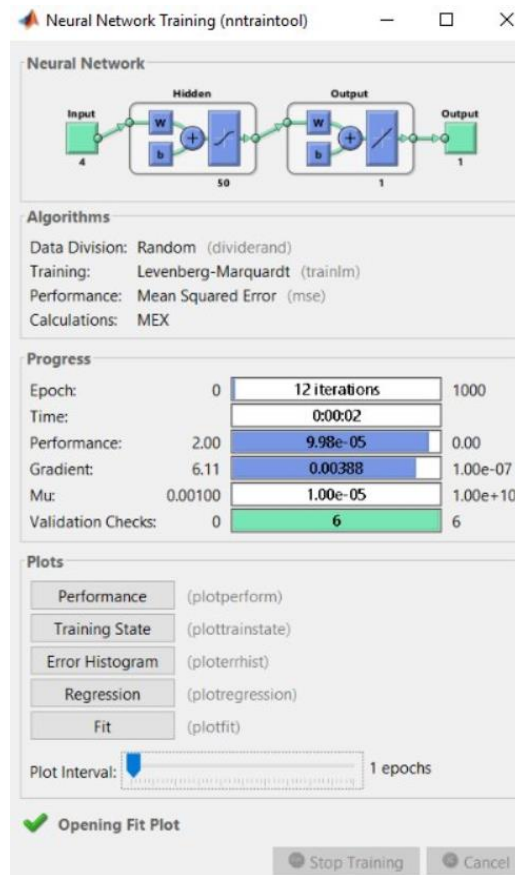 Neural Network Training (nntraintool)
Neural Network
Hidden Output
Input W b + W b + Output
4 50 1 1
Algorithms
Data Division: Random (dividerand)
Training: Levenberg-Marquardt (trainlm)
Performance: Mean Squared Error (mse)
Calculations: MEX
Progress
Epoch: 0 12 iterations 1000
Time: 0:00:02
Performance: 2.00 9.98e-05 0.00
Gradient: 6.11 0.00388 1.00e-07
Mu: 0.00100 1.00e-05 1.00e+10
Validation Checks: 0 6 6
Plots
Performance (plotperform)
Training State (plottrainstate)
Error Histogram (ploterrhist)
Regression (plotregression)
Fit (plotfit)
Plot Interval: 1 epochs
Opening Fit Plot
Stop Training Cancel